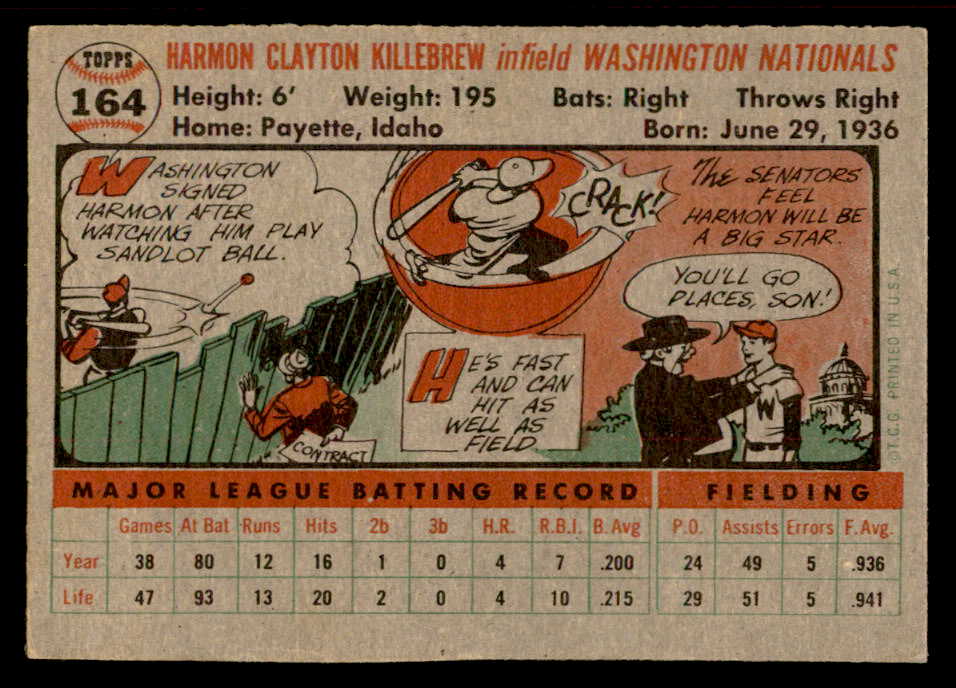 TOPPS
164
HARMON CLAYTON KILLEBREW infield WASHINGTON NATIONALS
Height: 6' Weight: 195 Bats: Right Throws Right
Home: Payette, Idaho Born: June 29, 1936
WASHINGTON
SIGNED
HARMON AFTER
WATCHING HIM PLAY
SANDLOT BALL.
CONTRACT
CRACK!
HE'S FAST
AND CAN
HIT AS
WELL AS
FIELD.
THE SENATORS
FEEL
HARMON WILL BE
A BIG STAR.
YOU'LL GO
PLACES, SON!
W
©T.C.G. PRINTED IN U.S.A.
MAJOR LEAGUE BATTING RECORD FIELDING
Games At Bat Runs Hits 2b 3b H.R. R.B.I. B. Avg P.O. Assists Errors F. Avg.
Year 38 80 12 16 1 0 4 7 .200 24 49 5 .936
Life 47 93 13 20 2 0 4 10 .215 29 51 5 .941